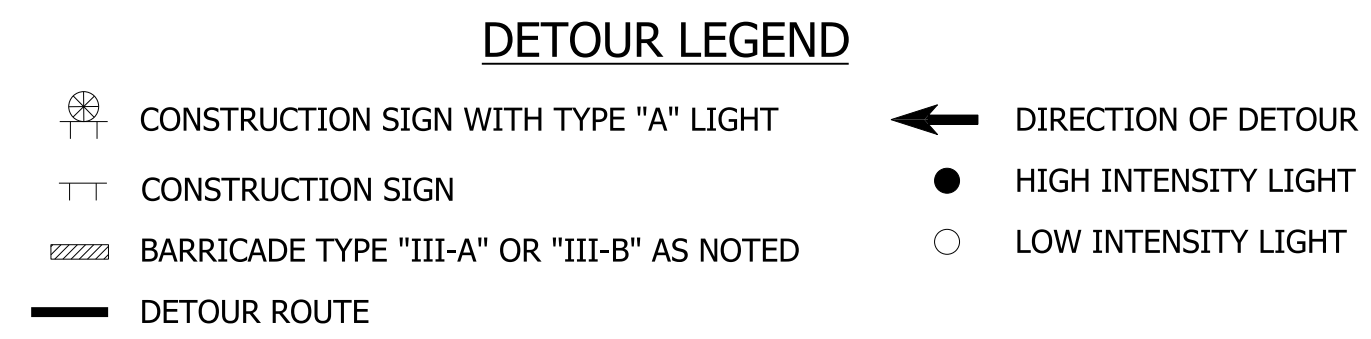 DETOUR LEGEND
CONSTRUCTION SIGN WITH TYPE "A" LIGHT
CONSTRUCTION SIGN
BARRICADE TYPE "III-A" OR "III-B" AS NOTED
DETOUR ROUTE
DIRECTION OF DETOUR
HIGH INTENSITY LIGHT
LOW INTENSITY LIGHT